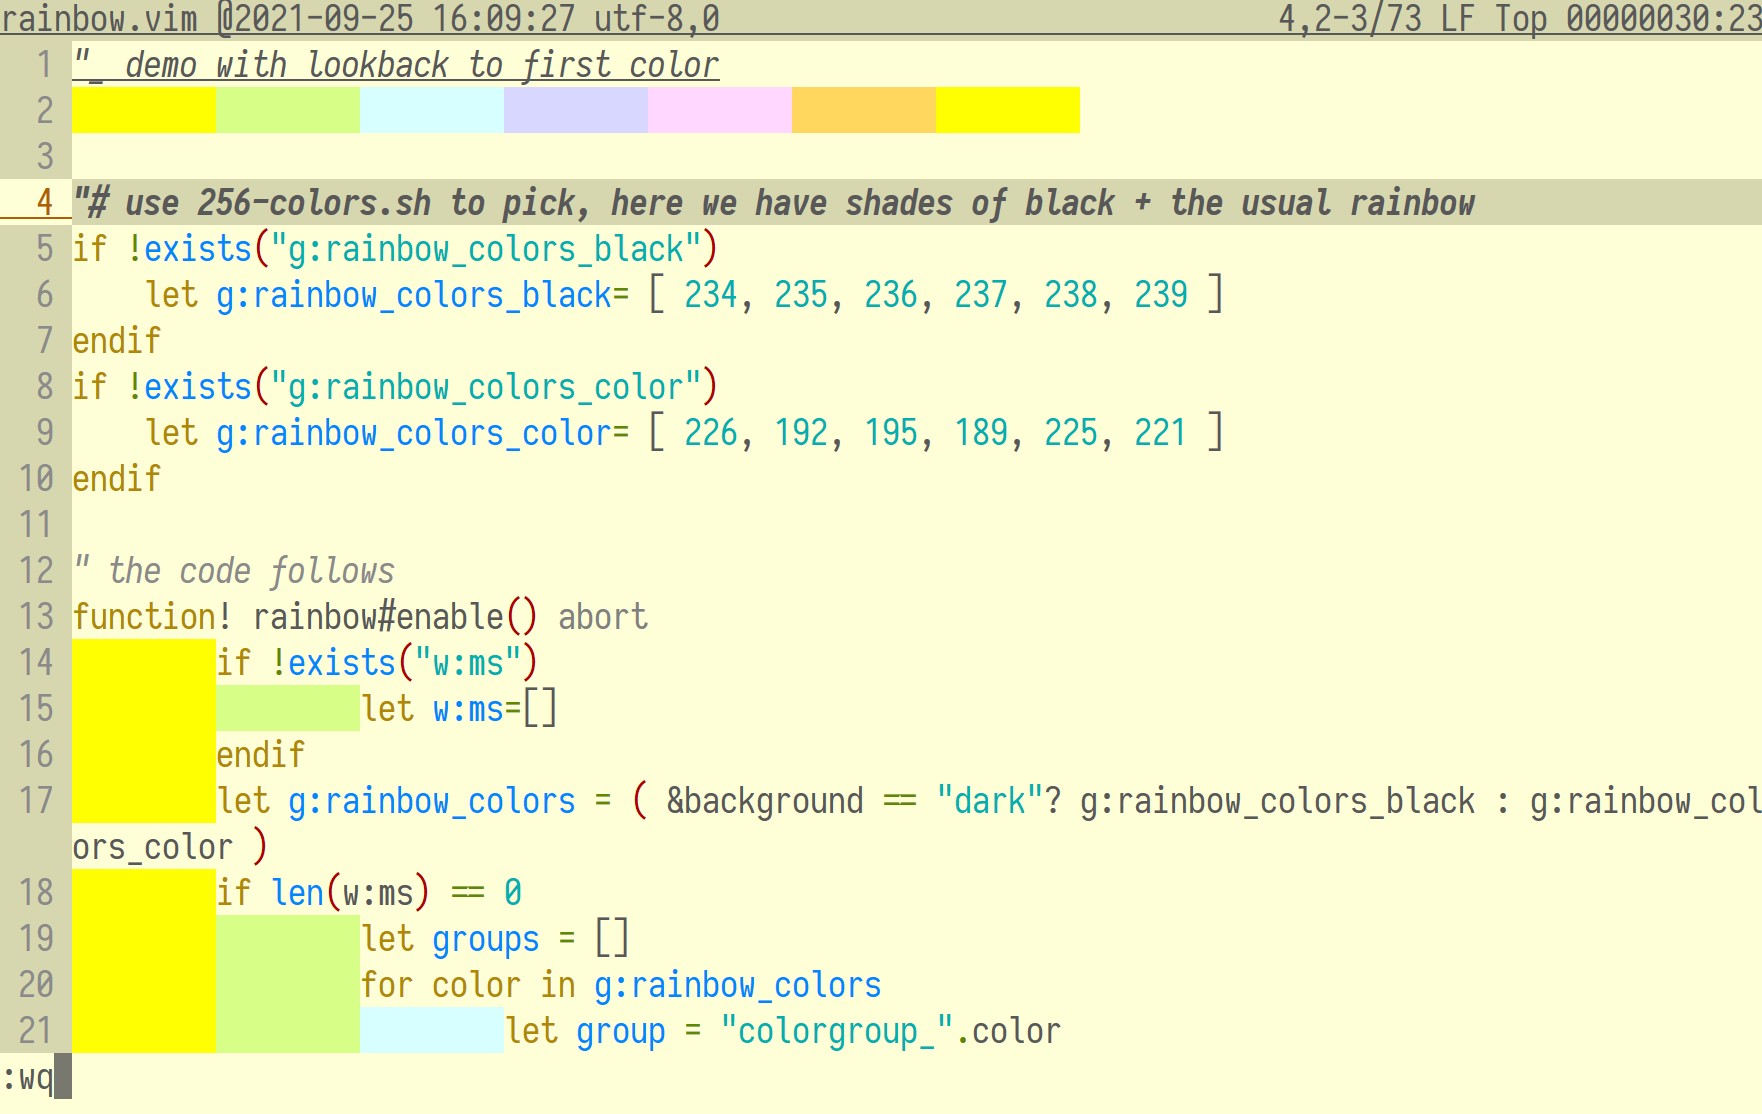 rainbow.vim @2021-09-25 16:09:27 utf-8,0 4,2-3/73 LF Top 00000030:23
1 "_ demo with lookback to first color
2
3
4 "# use 256-colors.sh to pick, here we have shades of black + the usual rainbow
5 if !exists("g:rainbow_colors_black")
6     let g:rainbow_colors_black= [ 234, 235, 236, 237, 238, 239 ]
7 endif
8 if !exists("g:rainbow_colors_color")
9     let g:rainbow_colors_color= [ 226, 192, 195, 189, 225, 221 ]
10 endif
11
12 " the code follows
13 function! rainbow#enable() abort
14         if !exists("w:ms")
15                 let w:ms=[]
16         endif
17         let g:rainbow_colors = ( &background == "dark"? g:rainbow_colors_black : g:rainbow_col
ors_color )
18         if len(w:ms) == 0
19                 let groups = []
20                 for color in g:rainbow_colors
21                         let group = "colorgroup_".color
:wq